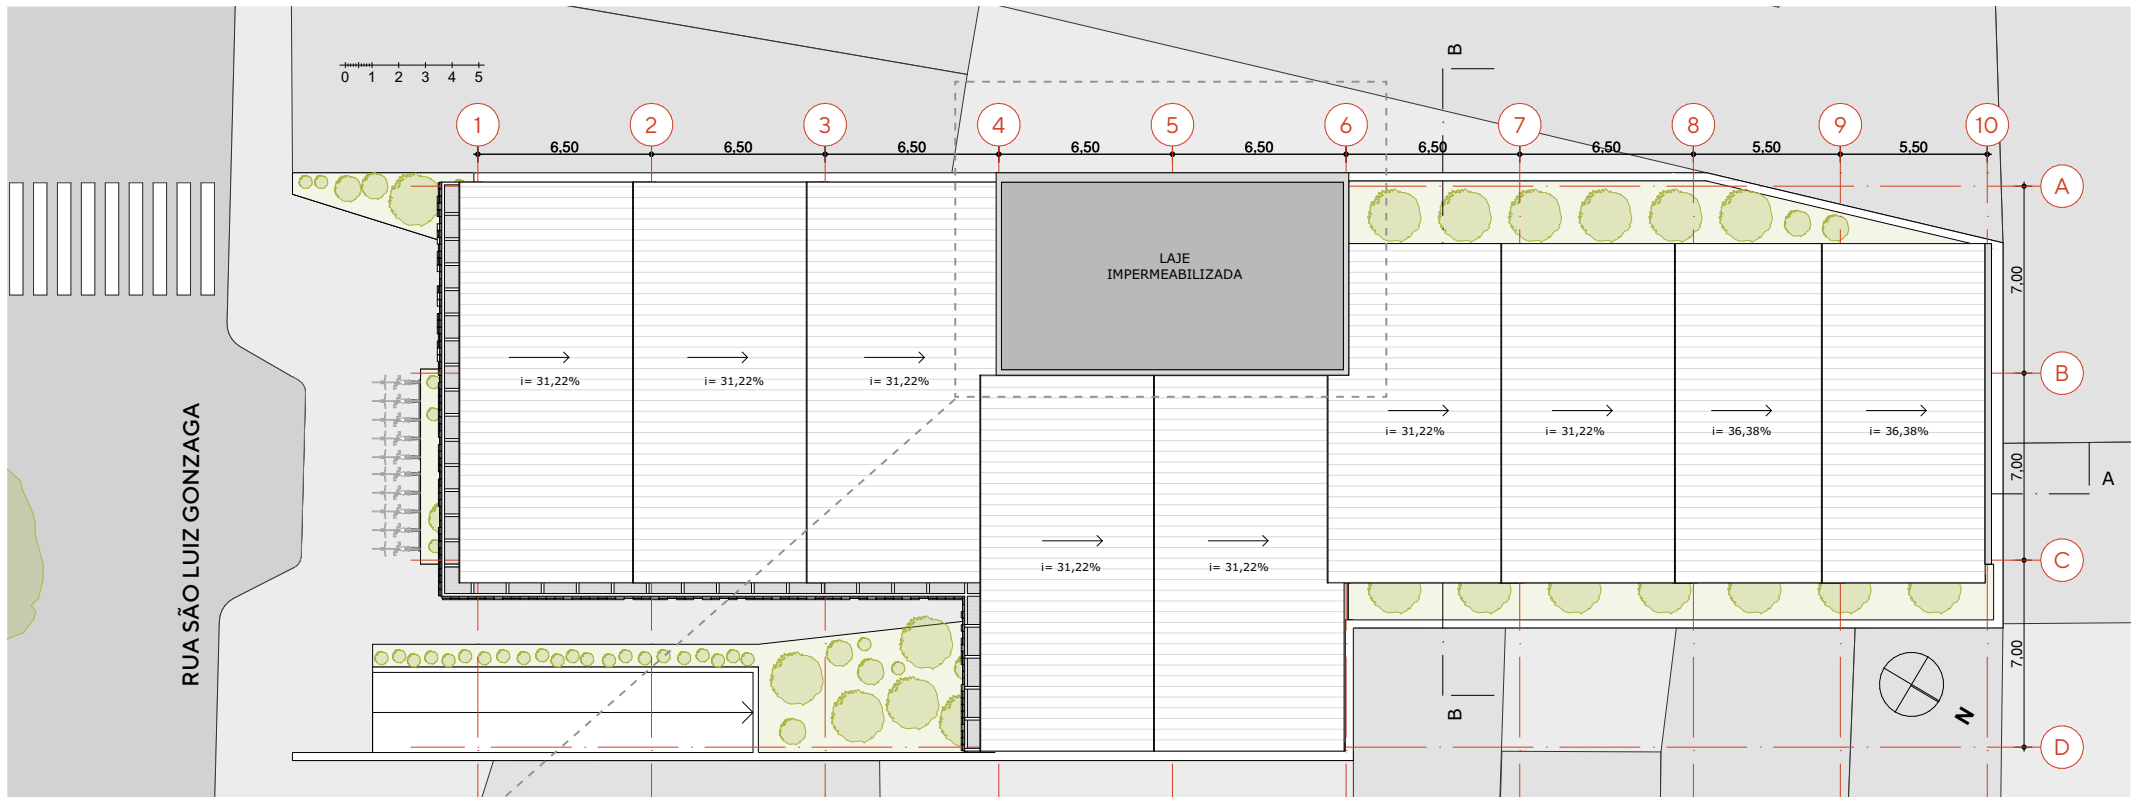 B
0 1 2 3 4 5
1 2 3 4 5 6 7 8 9 10
6,50 6,50 6,50 6,50 6,50 6,50 6,50 5,50 5,50
A
LAJE
IMPERMEABILIZADA
7,00
B
i= 31,22% i= 31,22% i= 31,22%
i= 31,22% i= 31,22% i= 36,38% i= 36,38%
RUA SÃO LUIZ GONZAGA
7,00
A
C
i= 31,22% i= 31,22%
7,00
B
N
D